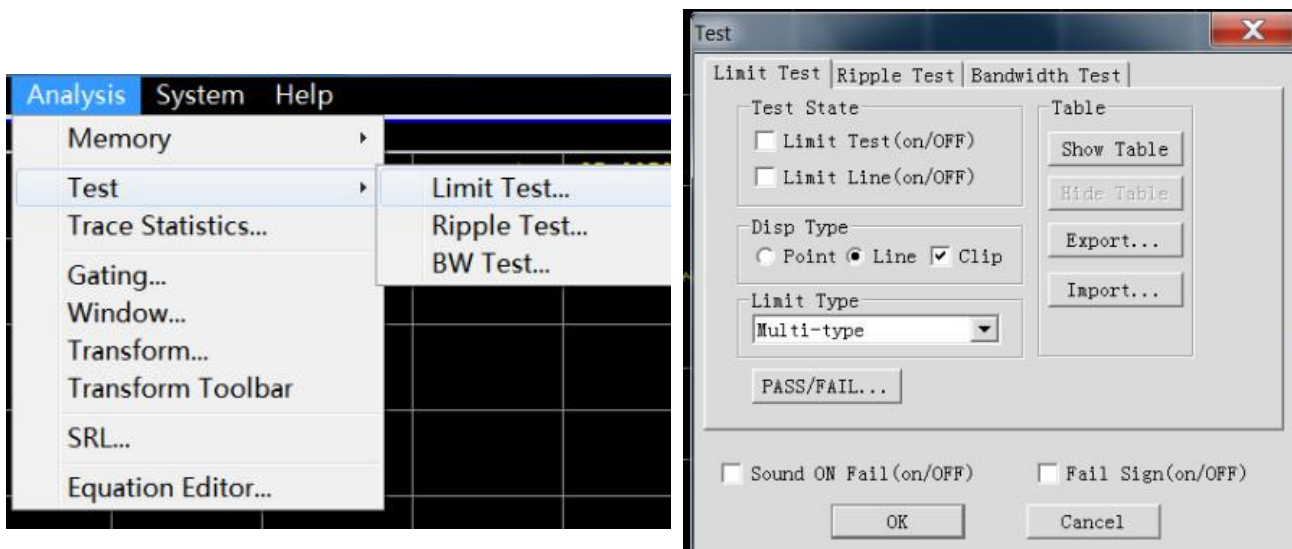 Analysis System Help
Memory
Test
Trace Statistics...
Gating...
Window...
Transform...
Transform Toolbar
SRL...
Equation Editor...
Limit Test...
Ripple Test...
BW Test...
Test
Limit Test Ripple Test Bandwidth Test
Test State
Limit Test(on/OFF)
Limit Line(on/OFF)
Disp Type
Point Line Clip
Limit Type
Multi-type
PASS/FAIL...
Table
Show Table
Hide Table
Export...
Import...
Sound ON Fail(on/OFF) Fail Sign(on/OFF)
OK Cancel